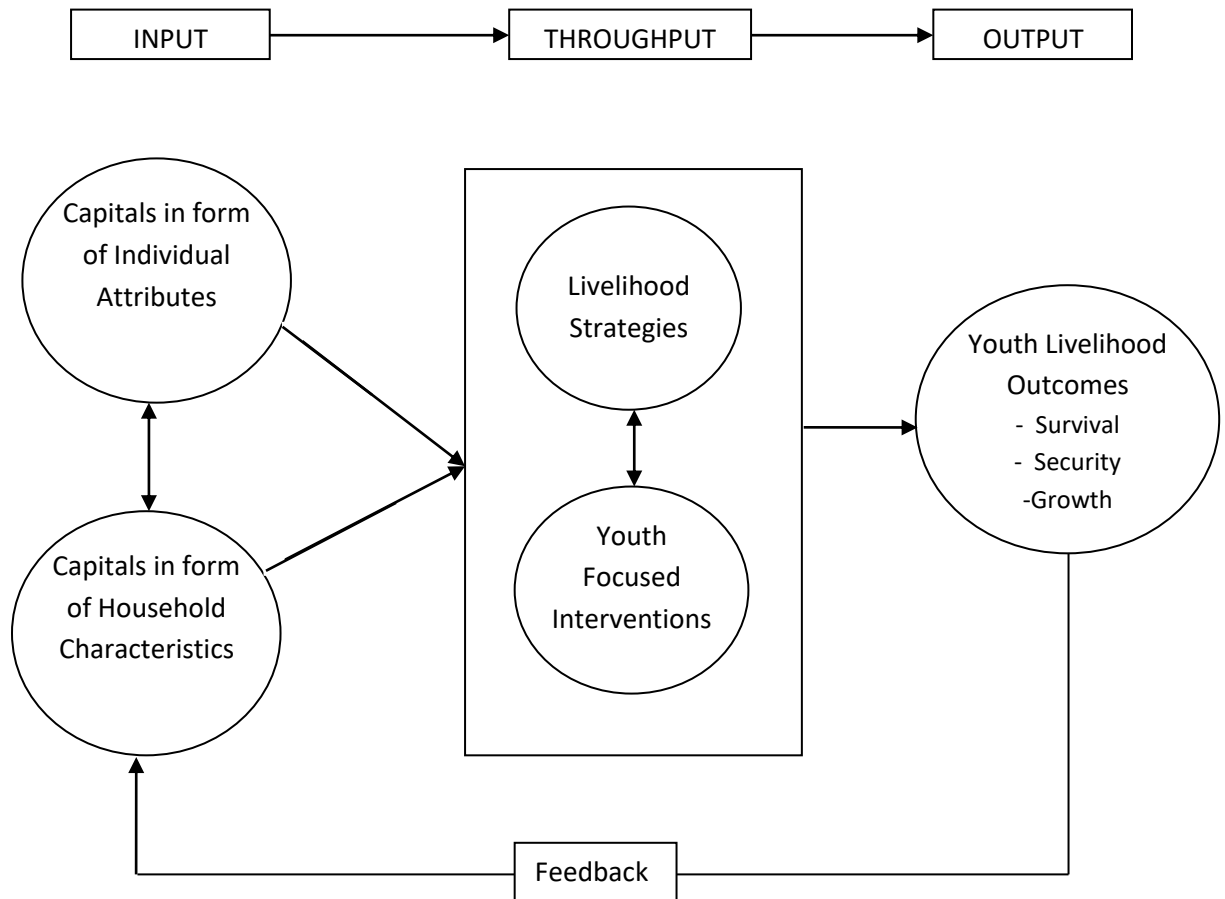 INPUT
THROUGHPUT
OUTPUT
Capitals in form
of Individual
Attributes
Capitals in form
of Household
Characteristics
Livelihood
Strategies
Youth
Focused
Interventions
Youth Livelihood
Outcomes
- Survival
- Security
-Growth
Feedback